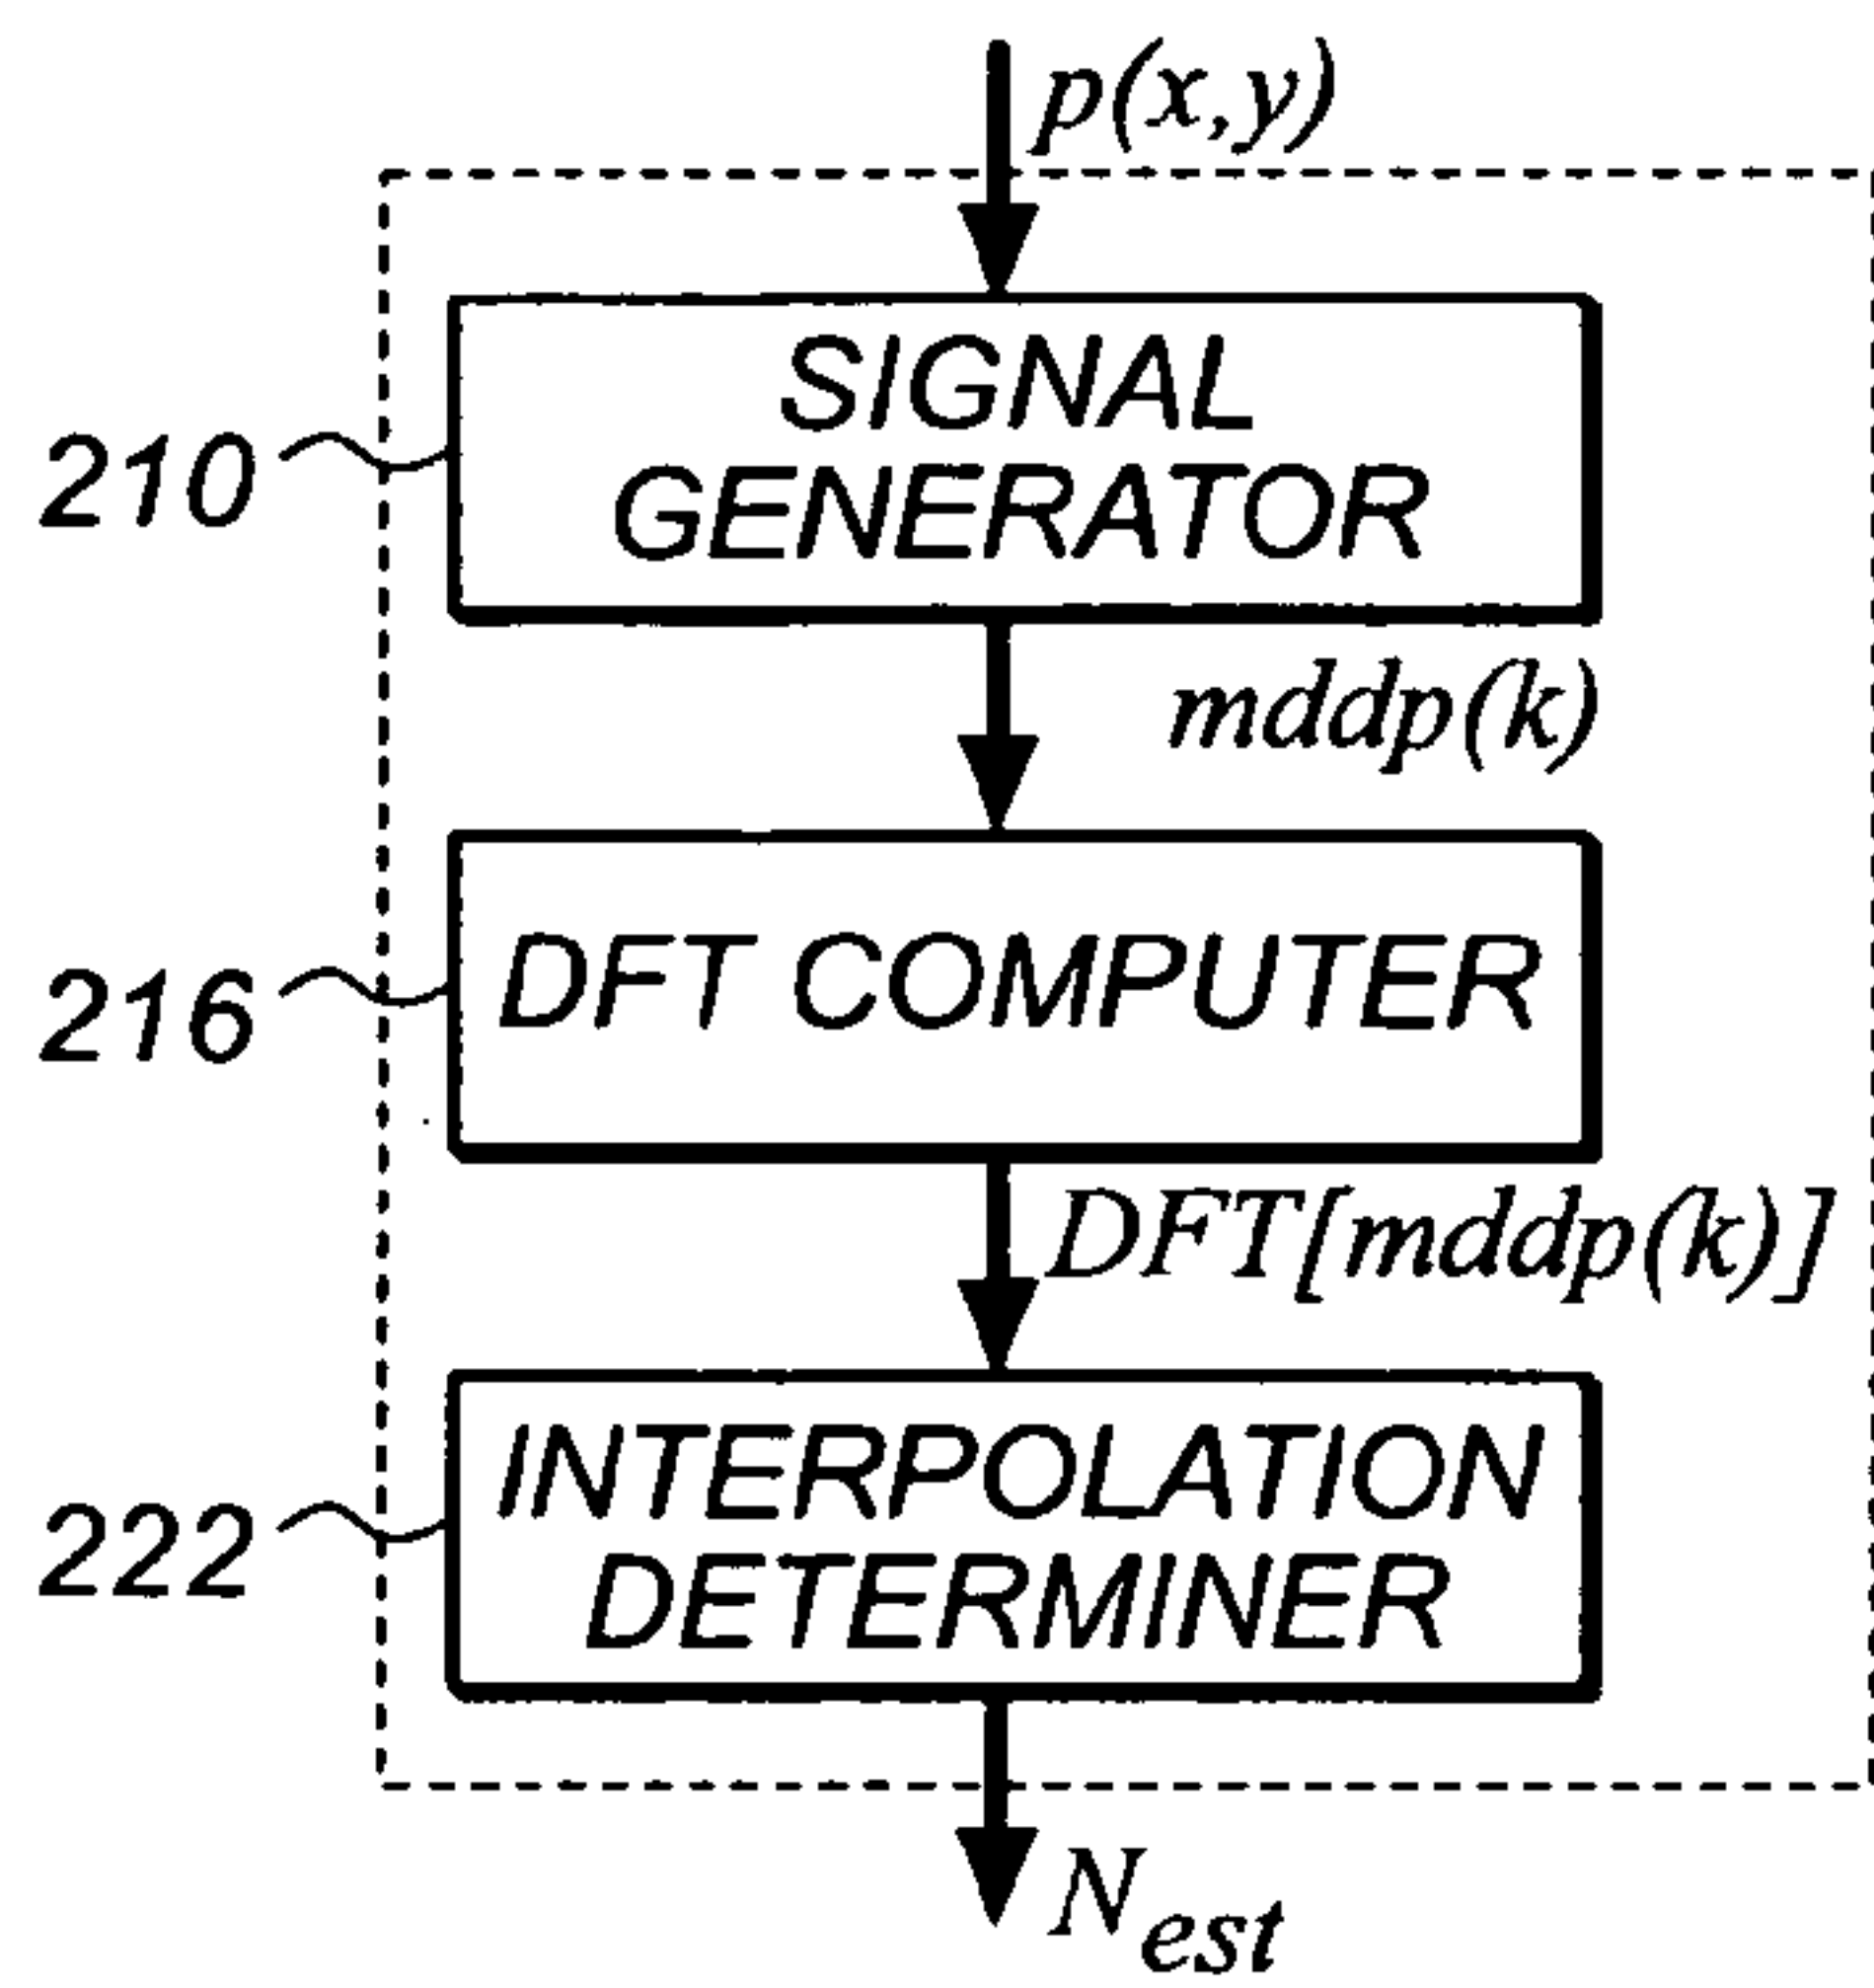 p(x,y)
SIGNAL
GENERATOR
210
mddp(k)
DFT COMPUTER
216
DFT[mddp(k)]
INTERPOLATION
DETERMINER
222
Nest